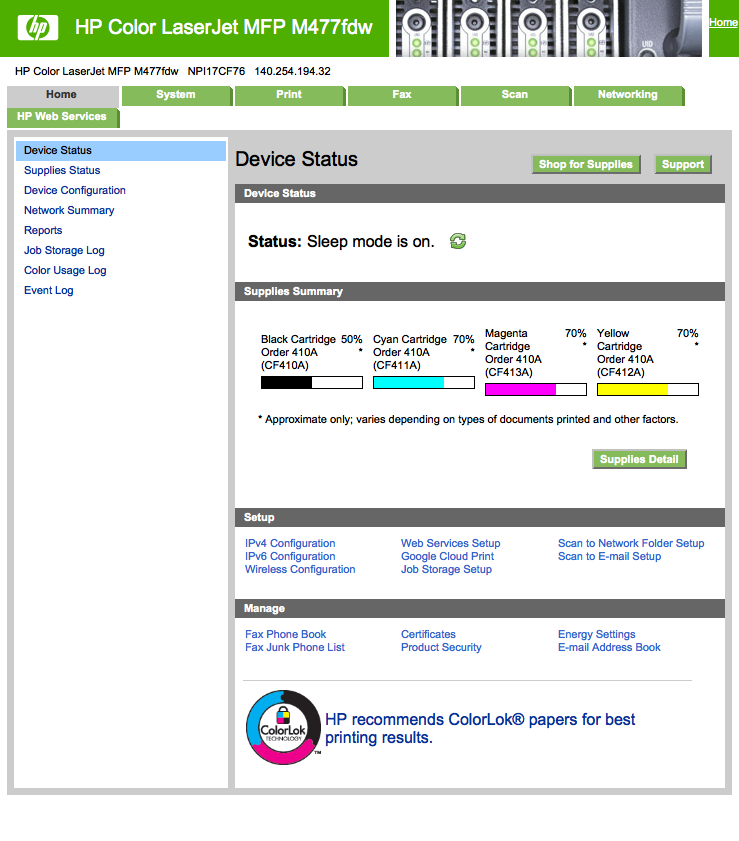 hp
HP Color LaserJet MFP M477fdw
UID
Home
HP Color LaserJet MFP M477fdw NPI17CF76 140.254.194.32
Home System Print Fax Scan Networking
HP Web Services
Device Status
Supplies Status
Device Configuration
Network Summary
Reports
Job Storage Log
Color Usage Log
Event Log
Device Status
Shop for Supplies Support
Device Status
Status: Sleep mode is on.
Supplies Summary
Black Cartridge 50%
Order 410A *
(CF410A)
Cyan Cartridge 70%
Order 410A *
(CF411A)
Magenta 70%
Cartridge *
Order 410A
(CF413A)
Yellow 70%
Cartridge *
Order 410A
(CF412A)
* Approximate only; varies depending on types of documents printed and other factors.
Supplies Detail
Setup
IPv4 Configuration Web Services Setup Scan to Network Folder Setup
IPv6 Configuration Google Cloud Print Scan to E-mail Setup
Wireless Configuration Job Storage Setup
Manage
Fax Phone Book Certificates Energy Settings
Fax Junk Phone List Product Security E-mail Address Book
ColorLok
TECHNOLOGY
TM
HP recommends ColorLok® papers for best
printing results.